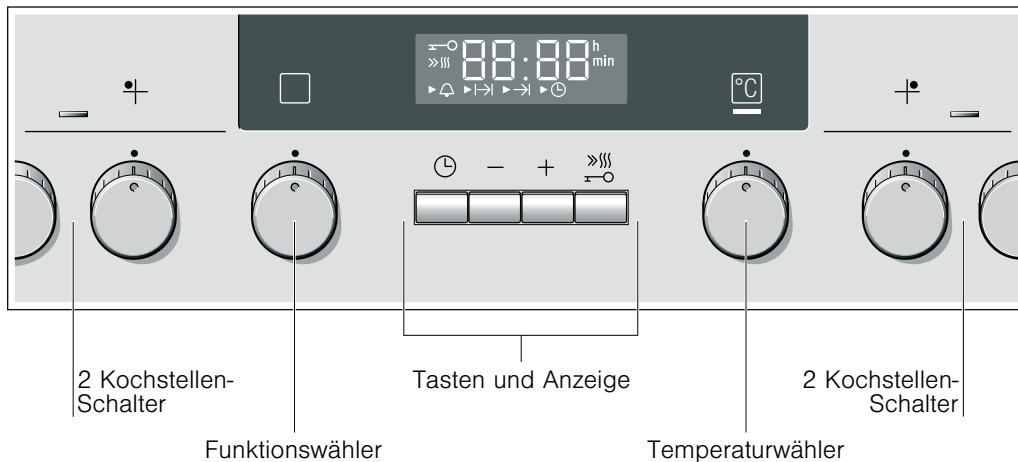 88:88 h
min
°C
2 Kochstellen-
Schalter
Tasten und Anzeige
2 Kochstellen-
Schalter
Funktionswähler
Temperaturwähler